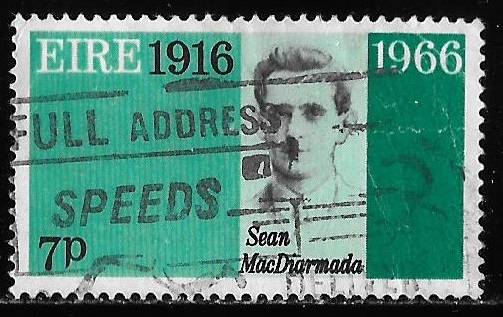 EIRE 1916 1966
FULL ADDRESS
SPEEDS
7p
Sean
MacDiarmada